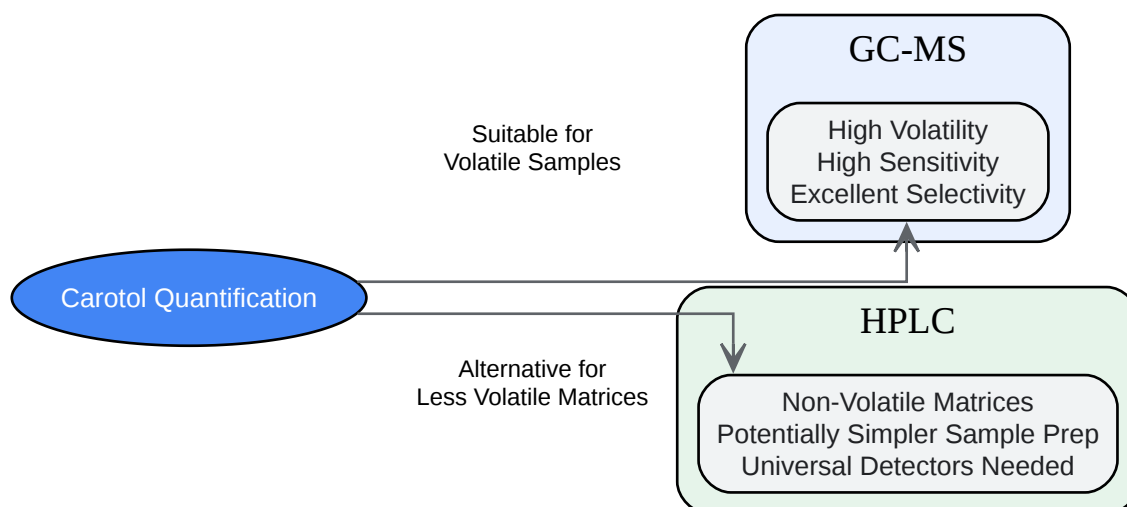 GC-MS
High Volatility
High Sensitivity
Excellent Selectivity
Suitable for
Volatile Samples
Carotol Quantification
HPLC
Non-Volatile Matrices
Potentially Simpler Sample Prep
Universal Detectors Needed
Alternative for
Less Volatile Matrices